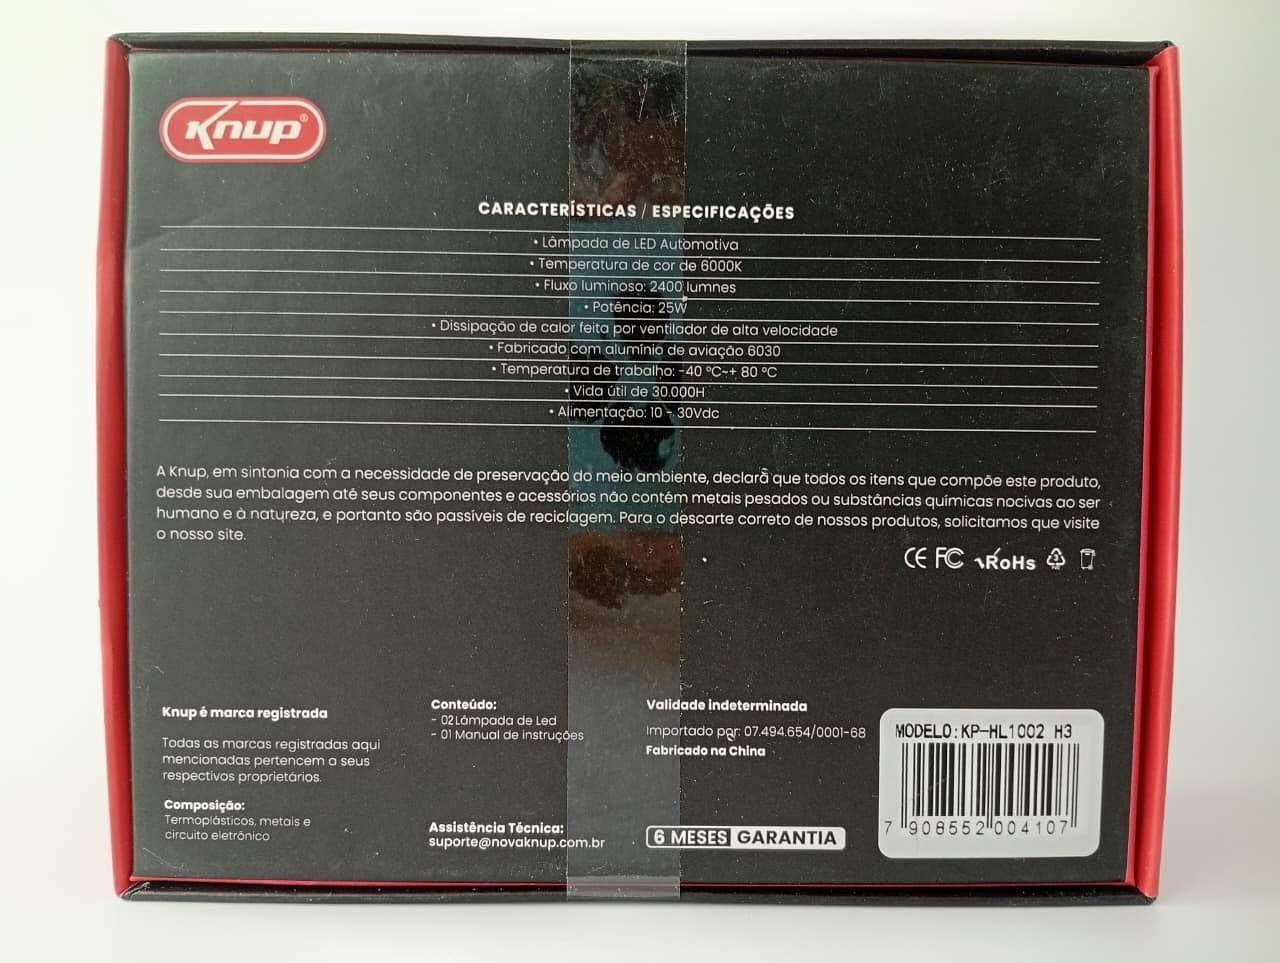 Knup®
CARACTERÍSTICAS / ESPECIFICAÇÕES
• Lâmpada de LED Automotiva
• Temperatura de cor de 6000K
• Fluxo luminoso: 2400 lumnes
• Potência: 25W
• Dissipação de calor feita por ventilador de alta velocidade
• Fabricado com alumínio de aviação 6030
• Temperatura de trabalho: -40 ºC~+ 80 ºC
• Vida útil de 30.000H
• Alimentação: 10 - 30Vdc
A Knup, em sintonia com a necessidade de preservação do meio ambiente, declara que todos os itens que compõe este produto,
desde sua embalagem até seus componentes e acessórios não contém metais pesados ou substâncias químicas nocivas ao ser
humano e à natureza, e portanto são passíveis de reciclagem. Para o descarte correto de nossos produtos, solicitamos que visite
o nosso site.
CE FC RoHs
Knup é marca registrada
Todas as marcas registradas aqui
mencionadas pertencem a seus
respectivos proprietários.
Composição:
Termoplásticos, metais e
circuito eletrônico
Conteúdo:
- 02 Lâmpada de Led
- 01 Manual de instruções
Assistência Técnica:
suporte@novaknup.com.br
Validade indeterminada
Importado por: 07.494.654/0001-68
Fabricado na China
6 MESES GARANTIA
MODELO:KP-HL1002 H3
7 908552 004107